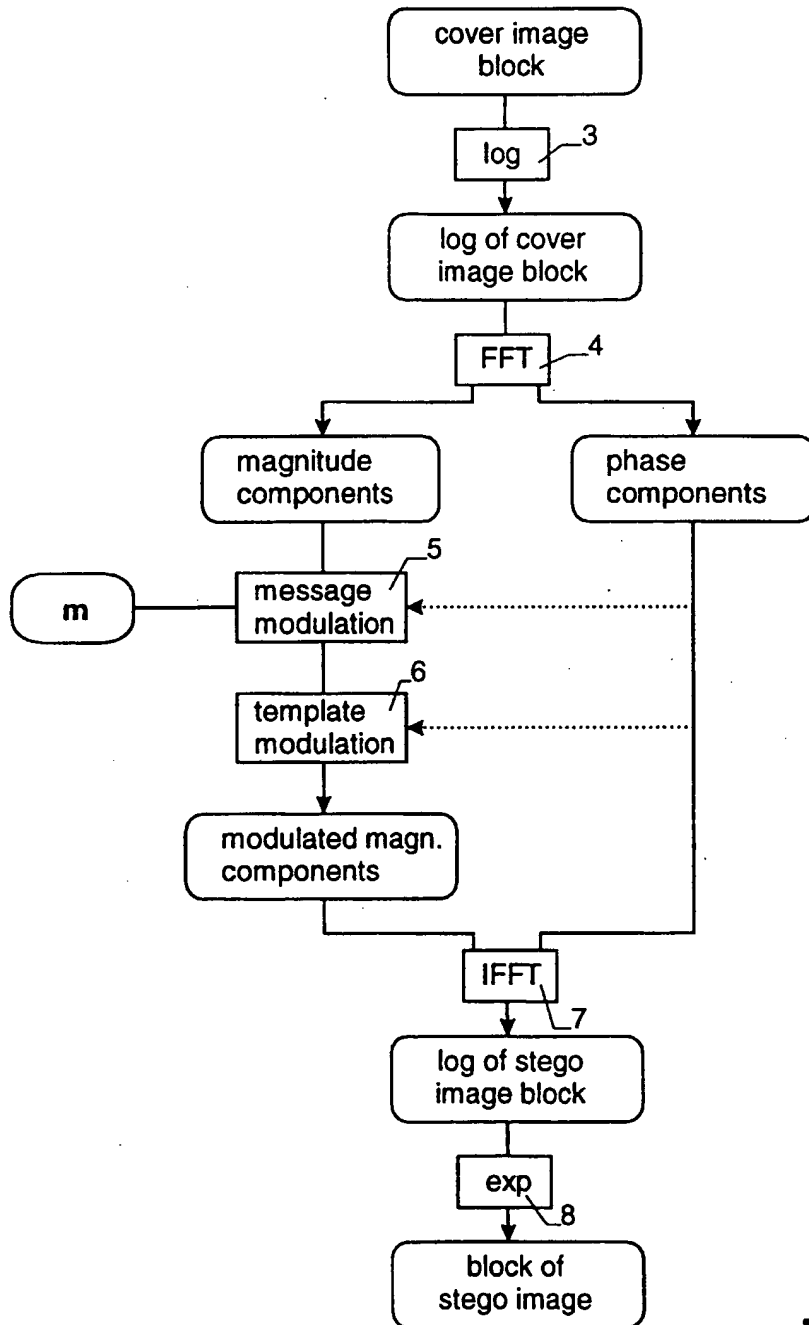 cover image
block
3
log
log of cover
image block
4
FFT
magnitude
components
phase
components
5
m
message
modulation
6
template
modulation
modulated magn.
components
IFFT
7
log of stego
image block
exp
8
block of
stego image